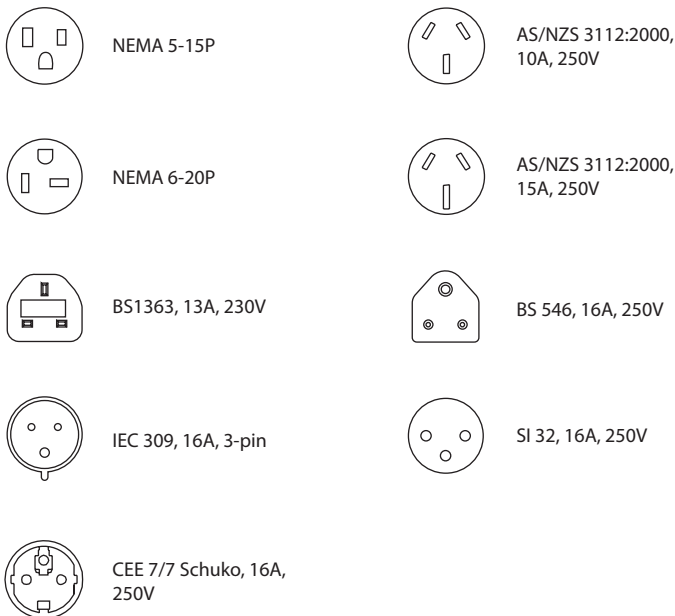 NEMA 5-15P
AS/NZS 3112:2000,
10A, 250V
NEMA 6-20P
AS/NZS 3112:2000,
15A, 250V
BS1363, 13A, 230V
BS 546, 16A, 250V
IEC 309, 16A, 3-pin
SI 32, 16A, 250V
CEE 7/7 Schuko, 16A,
250V